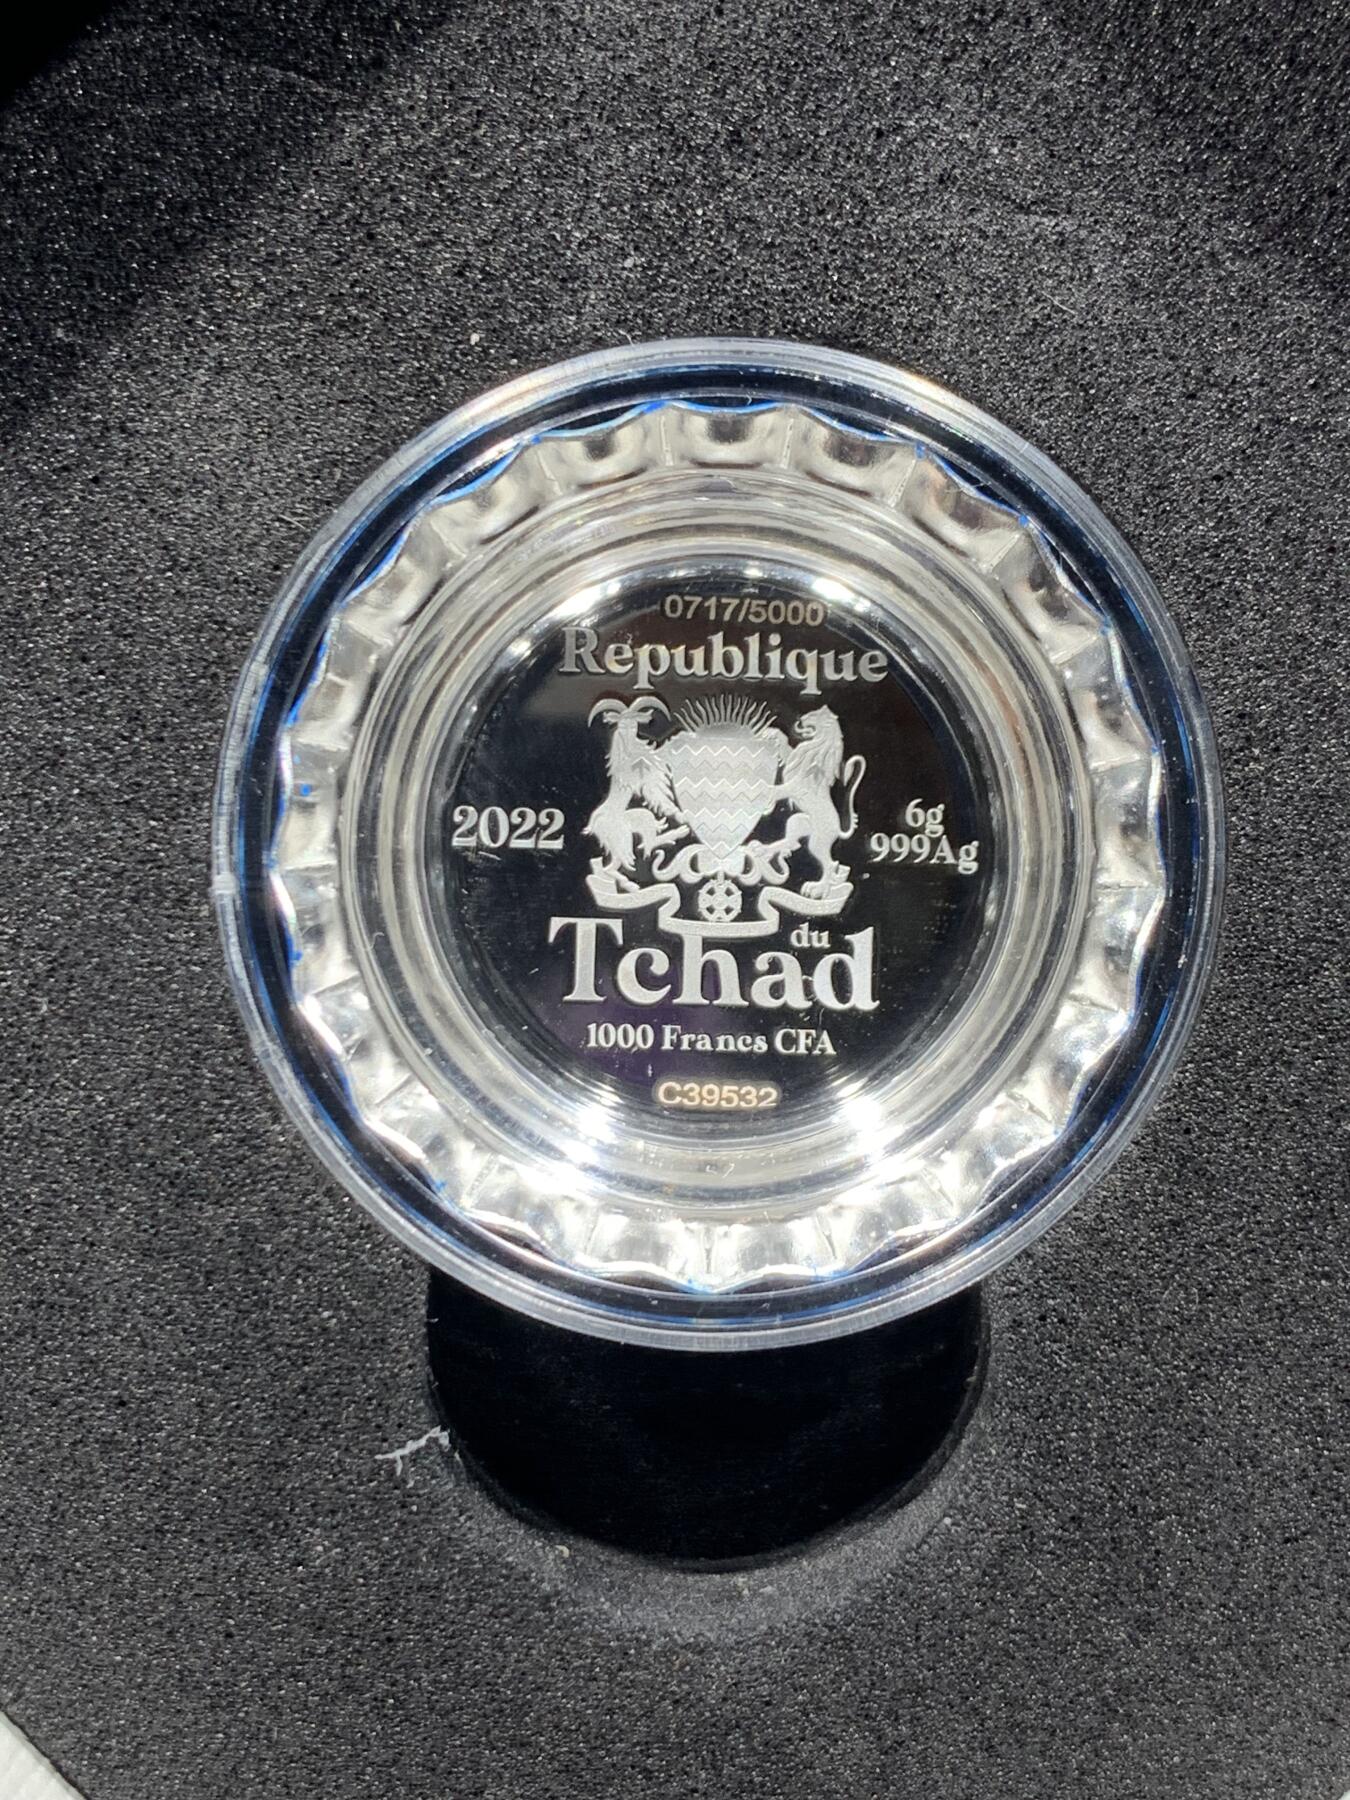 0717/5000
Republique
2022
6g
999Ag
du
Tchad
1000 Francs CFA
C39532